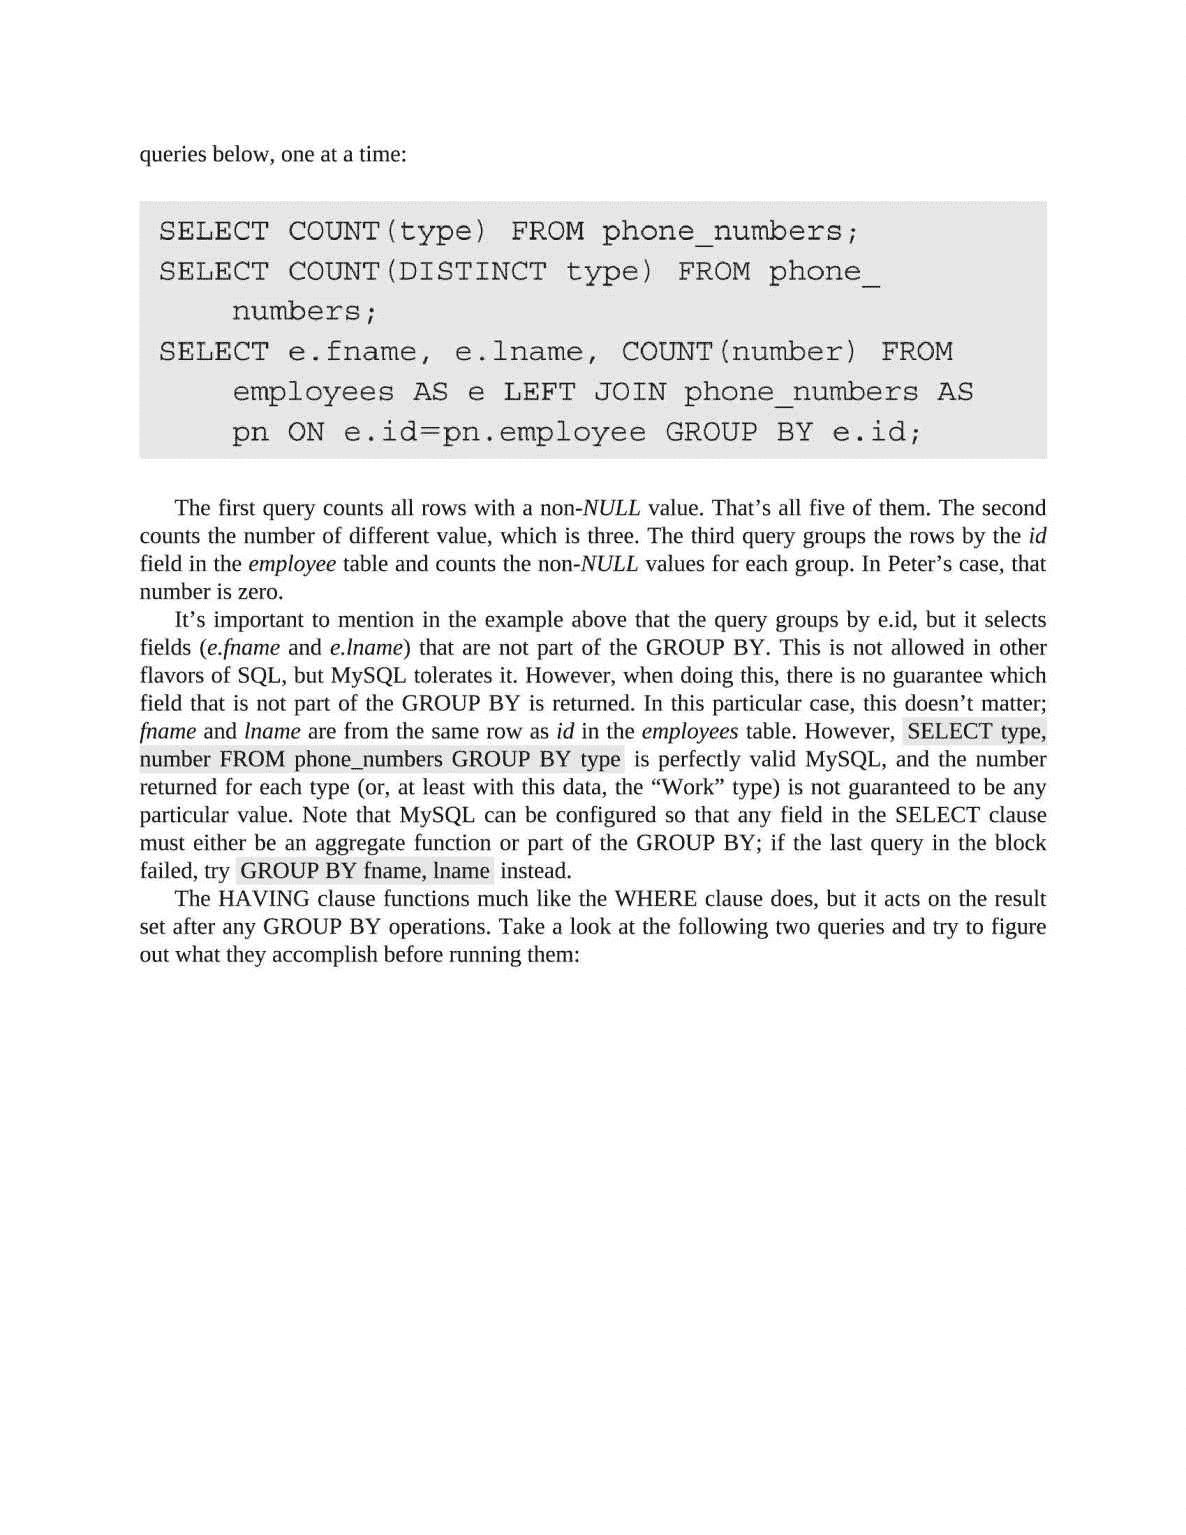 queries below, one at a time:
SELECT COUNT(type) FROM phone_numbers;
SELECT COUNT(DISTINCT type) FROM phone_
numbers;
SELECT e.fname, e.lname, COUNT(number) FROM
employees AS e LEFT JOIN phone_numbers AS
pn ON e.id=pn.employee GROUP BY e.id;
The first query counts all rows with a non-NULL value. That’s all five of them. The second
counts the number of different value, which is three. The third query groups the rows by the id
field in the employee table and counts the non-NULL values for each group. In Peter’s case, that
number is zero.
It’s important to mention in the example above that the query groups by e.id, but it selects
fields (e.fname and e.lname) that are not part of the GROUP BY. This is not allowed in other
flavors of SQL, but MySQL tolerates it. However, when doing this, there is no guarantee which
field that is not part of the GROUP BY is returned. In this particular case, this doesn’t matter;
fname and lname are from the same row as id in the employees table. However, SELECT type,
number FROM phone_numbers GROUP BY type is perfectly valid MySQL, and the number
returned for each type (or, at least with this data, the “Work” type) is not guaranteed to be any
particular value. Note that MySQL can be configured so that any field in the SELECT clause
must either be an aggregate function or part of the GROUP BY; if the last query in the block
failed, try GROUP BY fname, lname instead.
The HAVING clause functions much like the WHERE clause does, but it acts on the result
set after any GROUP BY operations. Take a look at the following two queries and try to figure
out what they accomplish before running them: